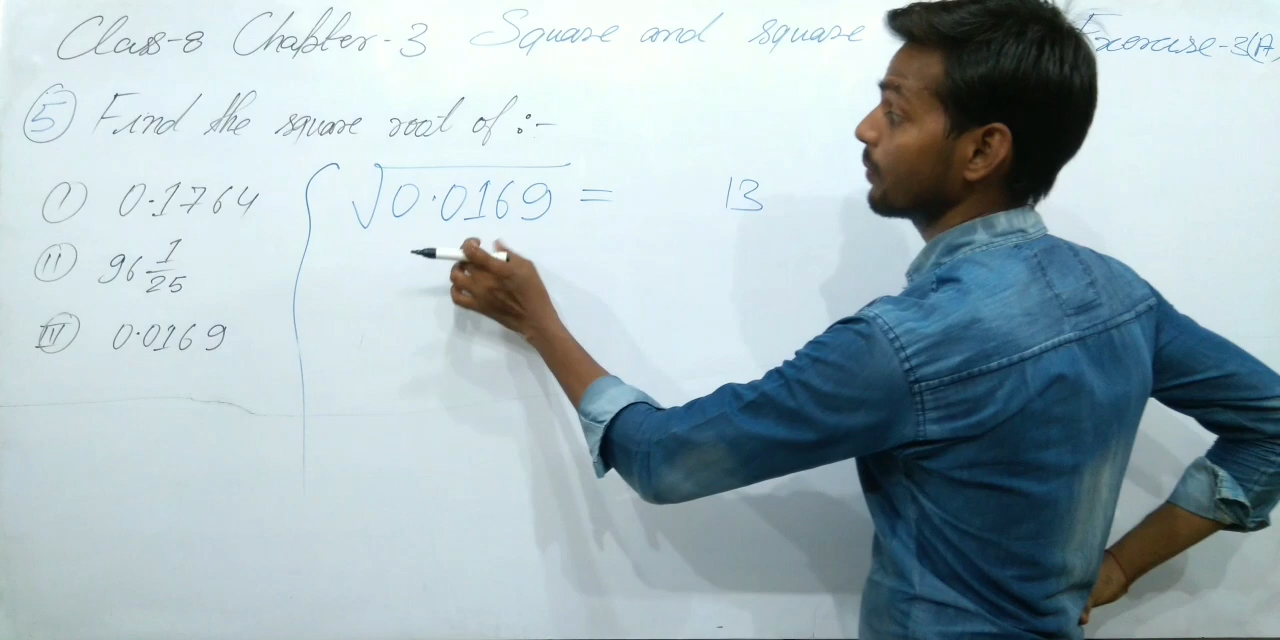 Class-8 Chapter-3 Square and square Exercise-3(A)
⑤ Find the square root of :-
(I) 0.1764
(II) 96 1/25
(III) 0.0169
√0.0169 = 13